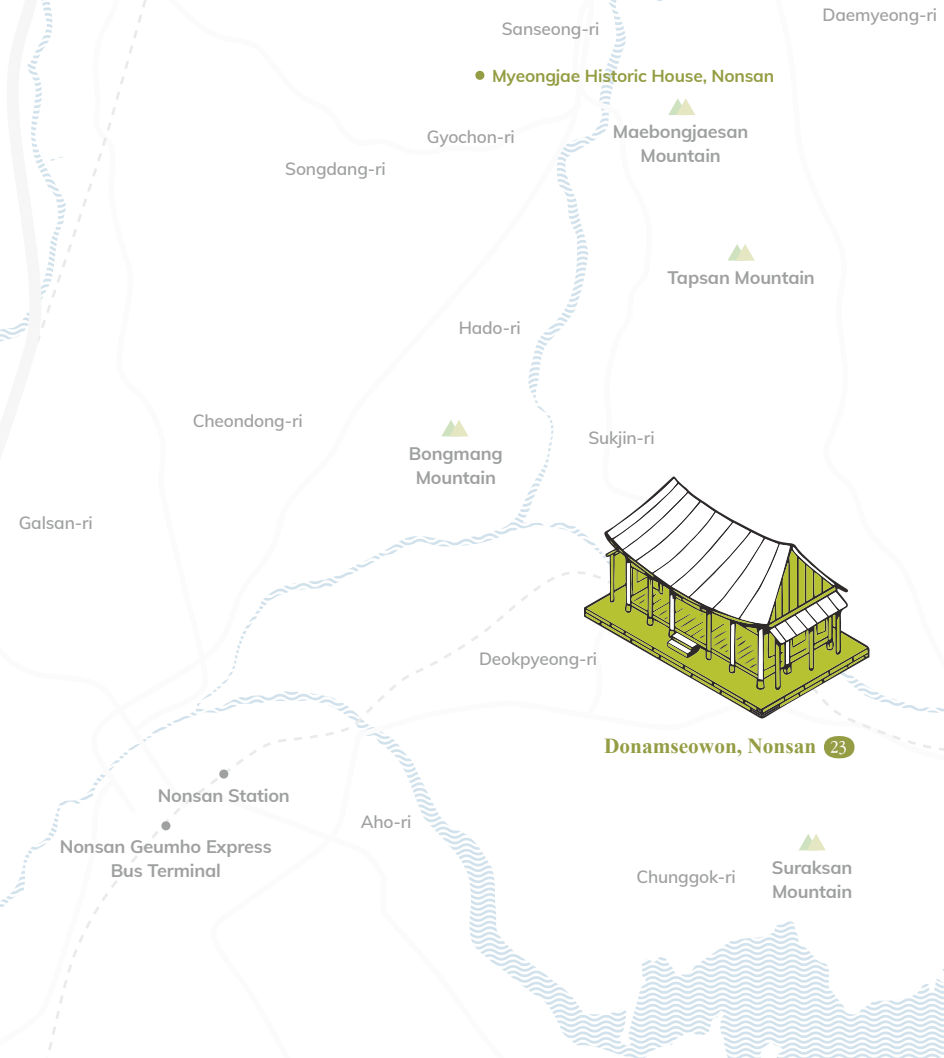 Daemyeong-ri
Sanseong-ri
Myeongjae Historic House, Nonsan
Maebongjaesan
Mountain
Gyochon-ri
Songdang-ri
Tapsan Mountain
Hado-ri
Cheondong-ri
Sukjin-ri
Bongmang
Mountain
Galsan-ri
Deokpyeong-ri
Donamseowon, Nonsan 23
Nonsan Station
Aho-ri
Nonsan Geumho Express
Bus Terminal
Chunggok-ri
Suraksan
Mountain